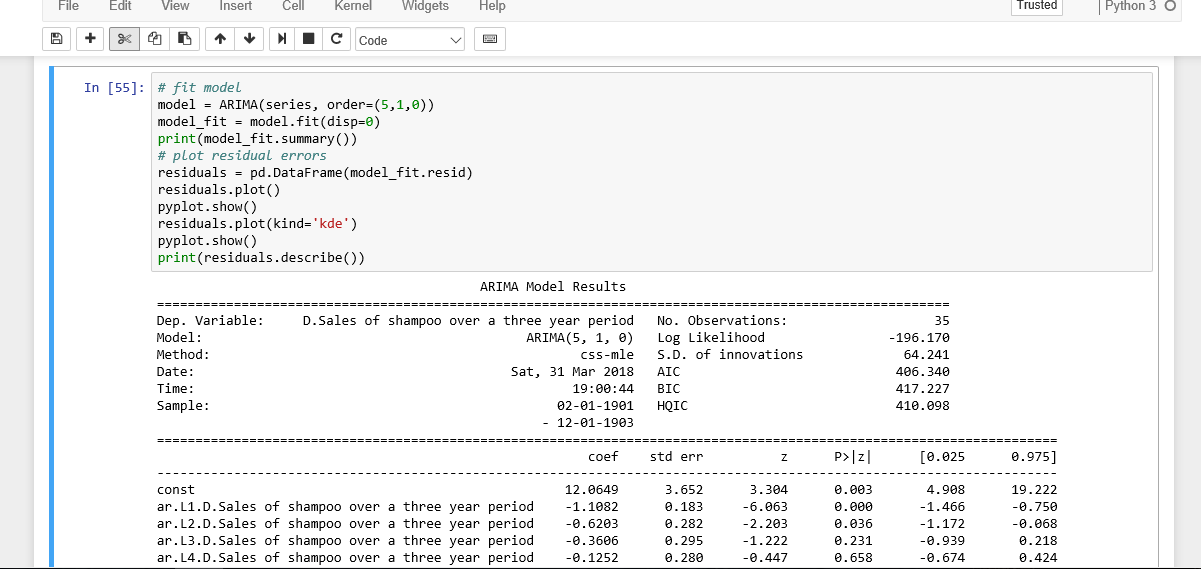 File Edit View Insert Cell Kernel Widgets Help Trusted Python 3
Code
In [55]: # fit model
model = ARIMA(series, order=(5,1,0))
model_fit = model.fit(disp=0)
print(model_fit.summary())
# plot residual errors
residuals = pd.DataFrame(model_fit.resid)
residuals.plot()
pyplot.show()
residuals.plot(kind='kde')
pyplot.show()
print(residuals.describe())
ARIMA Model Results
==============================================================================
Dep. Variable: D.Sales of shampoo over a three year period No. Observations: 35
Model: ARIMA(5, 1, 0) Log Likelihood -196.170
Method: css-mle S.D. of innovations 64.241
Date: Sat, 31 Mar 2018 AIC 406.340
Time: 19:00:44 BIC 417.227
Sample: 02-01-1901 HQIC 410.098
- 12-01-1903
==============================================================================
coef std err z P>|z| [0.025 0.975]
------------------------------------------------------------------------------
const 12.0649 3.652 3.304 0.003 4.908 19.222
ar.L1.D.Sales of shampoo over a three year period -1.1082 0.183 -6.063 0.000 -1.466 -0.750
ar.L2.D.Sales of shampoo over a three year period -0.6203 0.282 -2.203 0.036 -1.172 -0.068
ar.L3.D.Sales of shampoo over a three year period -0.3606 0.295 -1.222 0.231 -0.939 0.218
ar.L4.D.Sales of shampoo over a three year period -0.1252 0.280 -0.447 0.658 -0.674 0.424